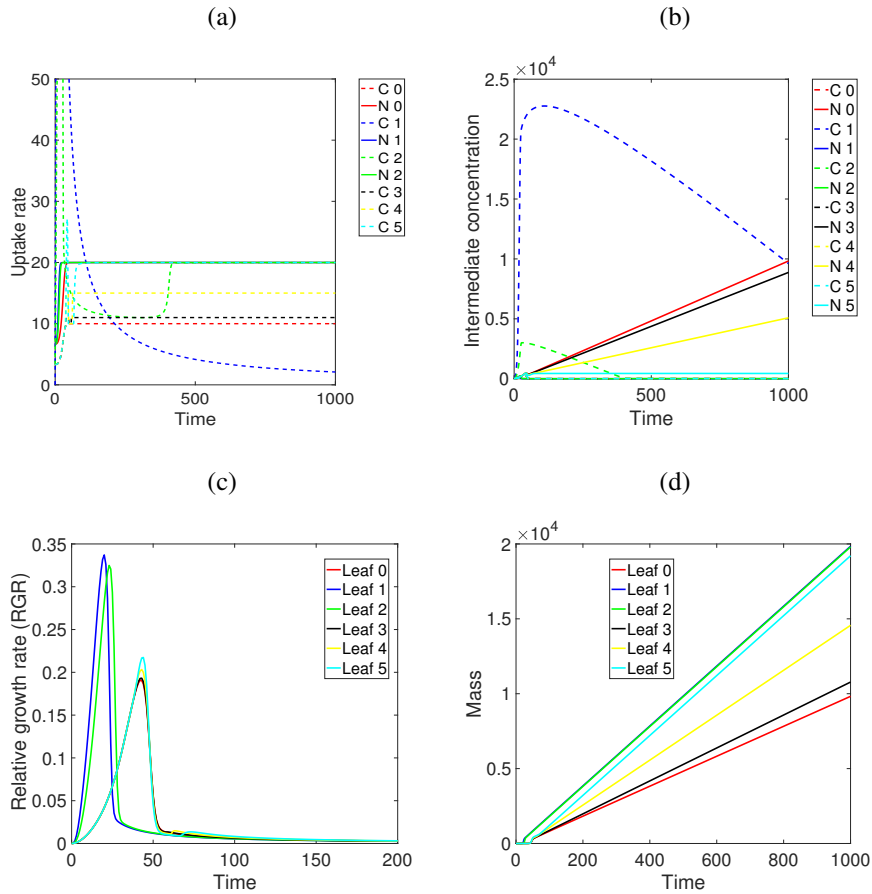 (a)
50
40
30
20
10
0
0
500
1000
Uptake rate
Time
C 0
N 0
C 1
N 1
C 2
N 2
C 3
C 4
C 5
(b)
×10^4
2.5
2
1.5
1
0.5
0
0
500
1000
Intermediate concentration
Time
C 0
N 0
C 1
N 1
C 2
N 2
C 3
N 3
C 4
N 4
C 5
N 5
(c)
0.35
0.3
0.25
0.2
0.15
0.1
0.05
0
0
50
100
150
200
Relative growth rate (RGR)
Time
Leaf 0
Leaf 1
Leaf 2
Leaf 3
Leaf 4
Leaf 5
(d)
×10^4
2
1.5
1
0.5
0
0
200
400
600
800
1000
Mass
Time
Leaf 0
Leaf 1
Leaf 2
Leaf 3
Leaf 4
Leaf 5